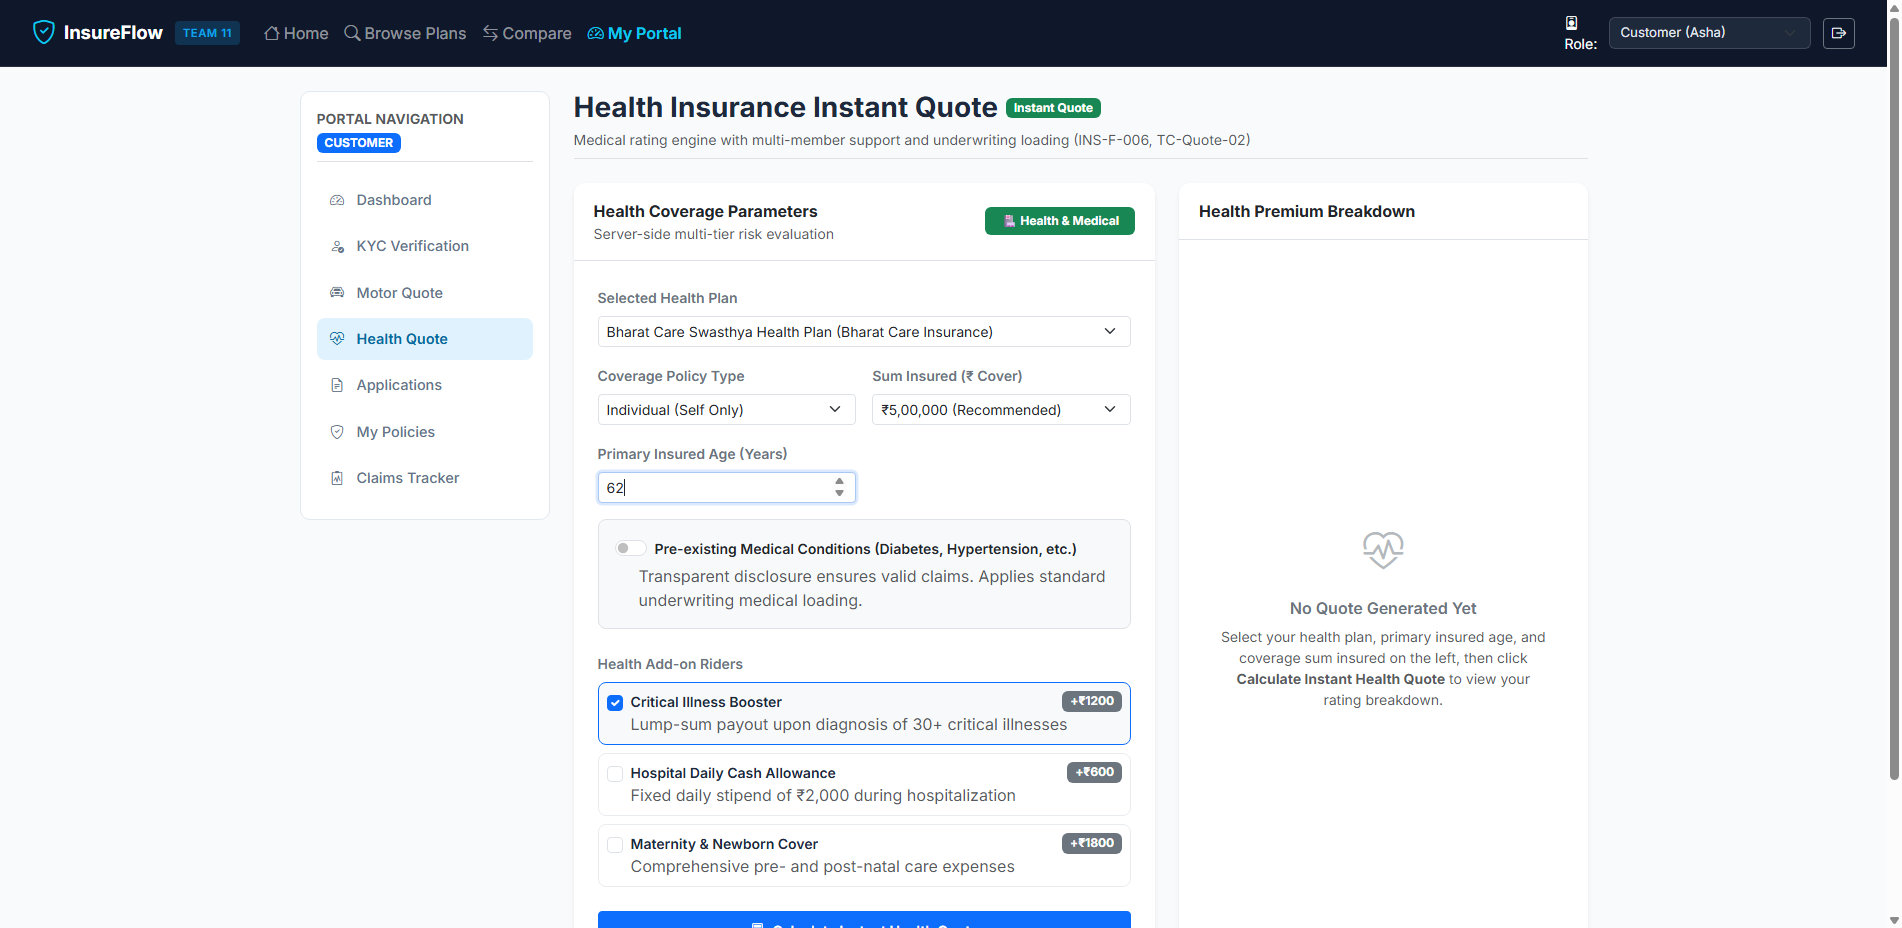 InsureFlow
TEAM 11
Home
Browse Plans
Compare
My Portal
Role:
Customer (Asha)
PORTAL NAVIGATION
CUSTOMER
Dashboard
KYC Verification
Motor Quote
Health Quote
Applications
My Policies
Claims Tracker
Health Insurance Instant Quote
Instant Quote
Medical rating engine with multi-member support and underwriting loading (INS-F-006, TC-Quote-02)
Health Coverage Parameters
Server-side multi-tier risk evaluation
Health & Medical
Selected Health Plan
Bharat Care Swasthya Health Plan (Bharat Care Insurance)
Coverage Policy Type
Individual (Self Only)
Sum Insured (₹ Cover)
₹5,00,000 (Recommended)
Primary Insured Age (Years)
62
Pre-existing Medical Conditions (Diabetes, Hypertension, etc.)
Transparent disclosure ensures valid claims. Applies standard
underwriting medical loading.
Health Add-on Riders
Critical Illness Booster
+₹1200
Lump-sum payout upon diagnosis of 30+ critical illnesses
Hospital Daily Cash Allowance
+₹600
Fixed daily stipend of ₹2,000 during hospitalization
Maternity & Newborn Cover
+₹1800
Comprehensive pre- and post-natal care expenses
Health Premium Breakdown
No Quote Generated Yet
Select your health plan, primary insured age, and
coverage sum insured on the left, then click
Calculate Instant Health Quote to view your
rating breakdown.